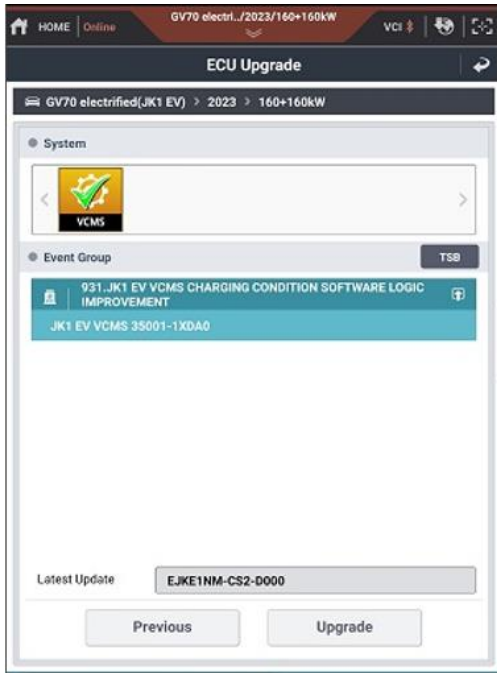 HOME Online GV70 electri../2023/160+160kW VCI
ECU Upgrade
GV70 electrified(JK1 EV) > 2023 > 160+160kW
System
VCMS
Event Group TSB
931.JK1 EV VCMS CHARGING CONDITION SOFTWARE LOGIC
IMPROVEMENT
JK1 EV VCMS 35001-1XDA0
Latest Update EJKE1NM-CS2-D000
Previous Upgrade